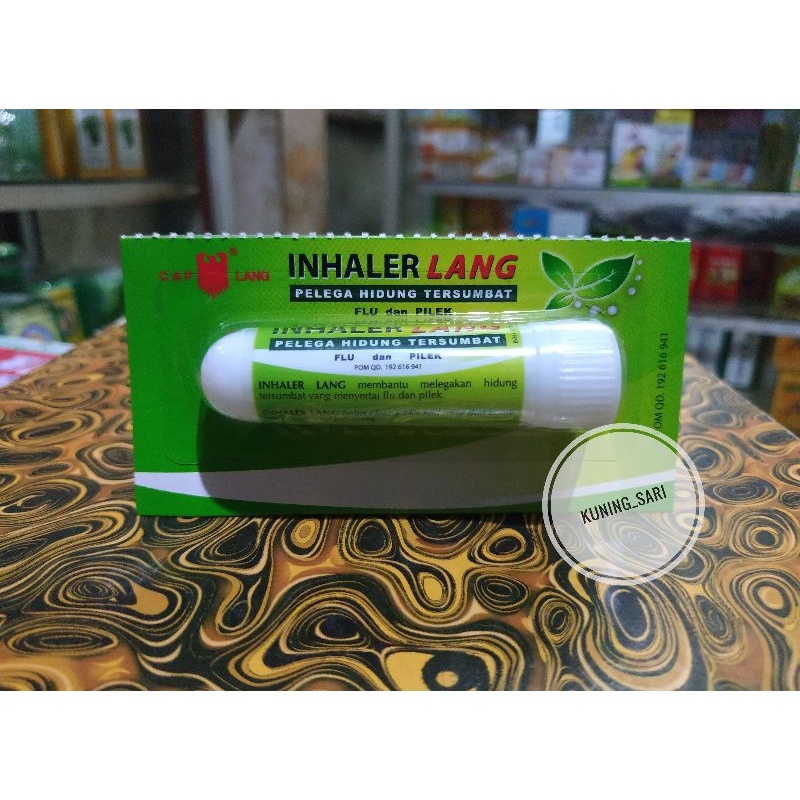 CAP LANG
INHALER LANG
PELEGA HIDUNG TERSUMBAT
FLU dan PILEK
INHALER LANG
PELEGA HIDUNG TERSUMBAT
FLU dan PILEK
POM QD. 192 616 941
INHALER LANG membantu melegakan hidung
tersumbat yang menyertai flu dan pilek.
INHALER LANG
POM QD. 192 616 941
KUNING_SARI